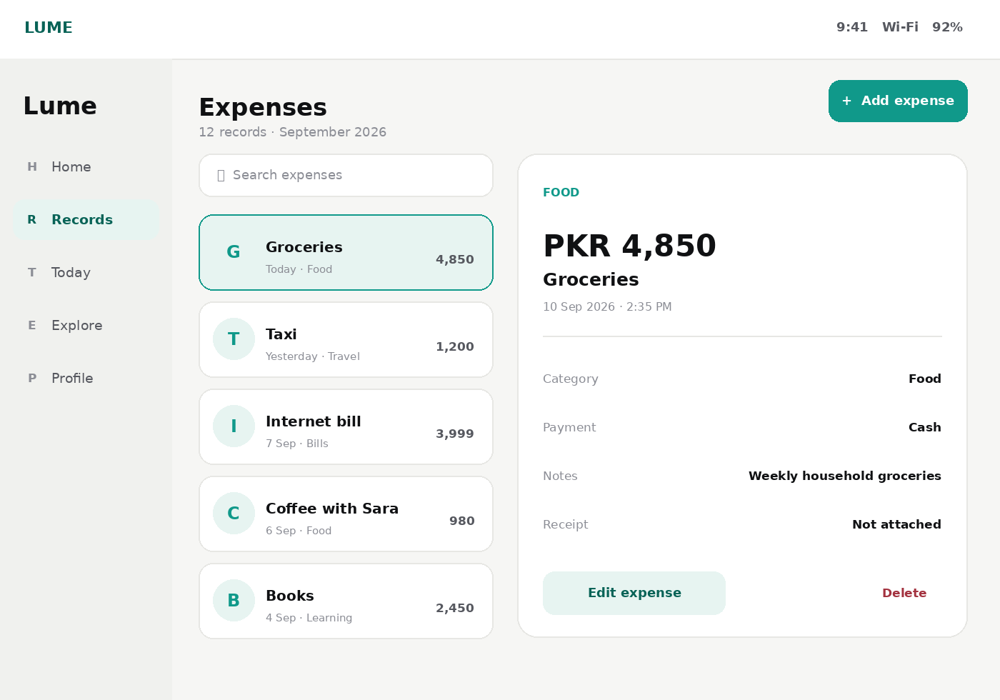 LUME
9:41 Wi-Fi 92%
Lume
H Home
R Records
T Today
E Explore
P Profile
Expenses
12 records · September 2026
+ Add expense
Search expenses
G
Groceries
Today · Food
4,850
T
Taxi
Yesterday · Travel
1,200
I
Internet bill
7 Sep · Bills
3,999
C
Coffee with Sara
6 Sep · Food
980
B
Books
4 Sep · Learning
2,450
FOOD
PKR 4,850
Groceries
10 Sep 2026 · 2:35 PM
Category Food
Payment Cash
Notes Weekly household groceries
Receipt Not attached
Edit expense Delete